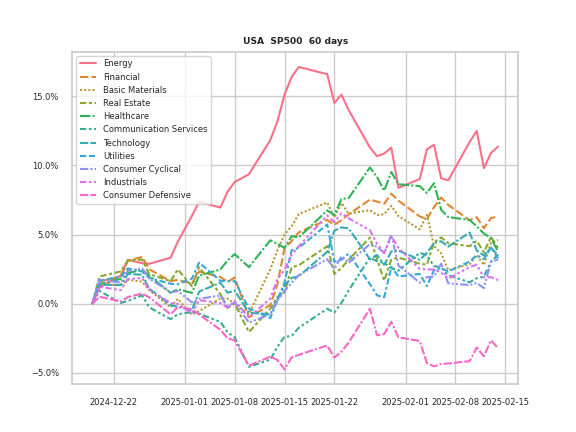 USA  SP500  60 days
Energy
Financial
Basic Materials
Real Estate
Healthcare
Communication Services
Technology
Utilities
Consumer Cyclical
Industrials
Consumer Defensive
15.0%
10.0%
5.0%
0.0%
−5.0%
2024-12-22 2025-01-01 2025-01-08 2025-01-15 2025-01-22 2025-02-01 2025-02-08 2025-02-15